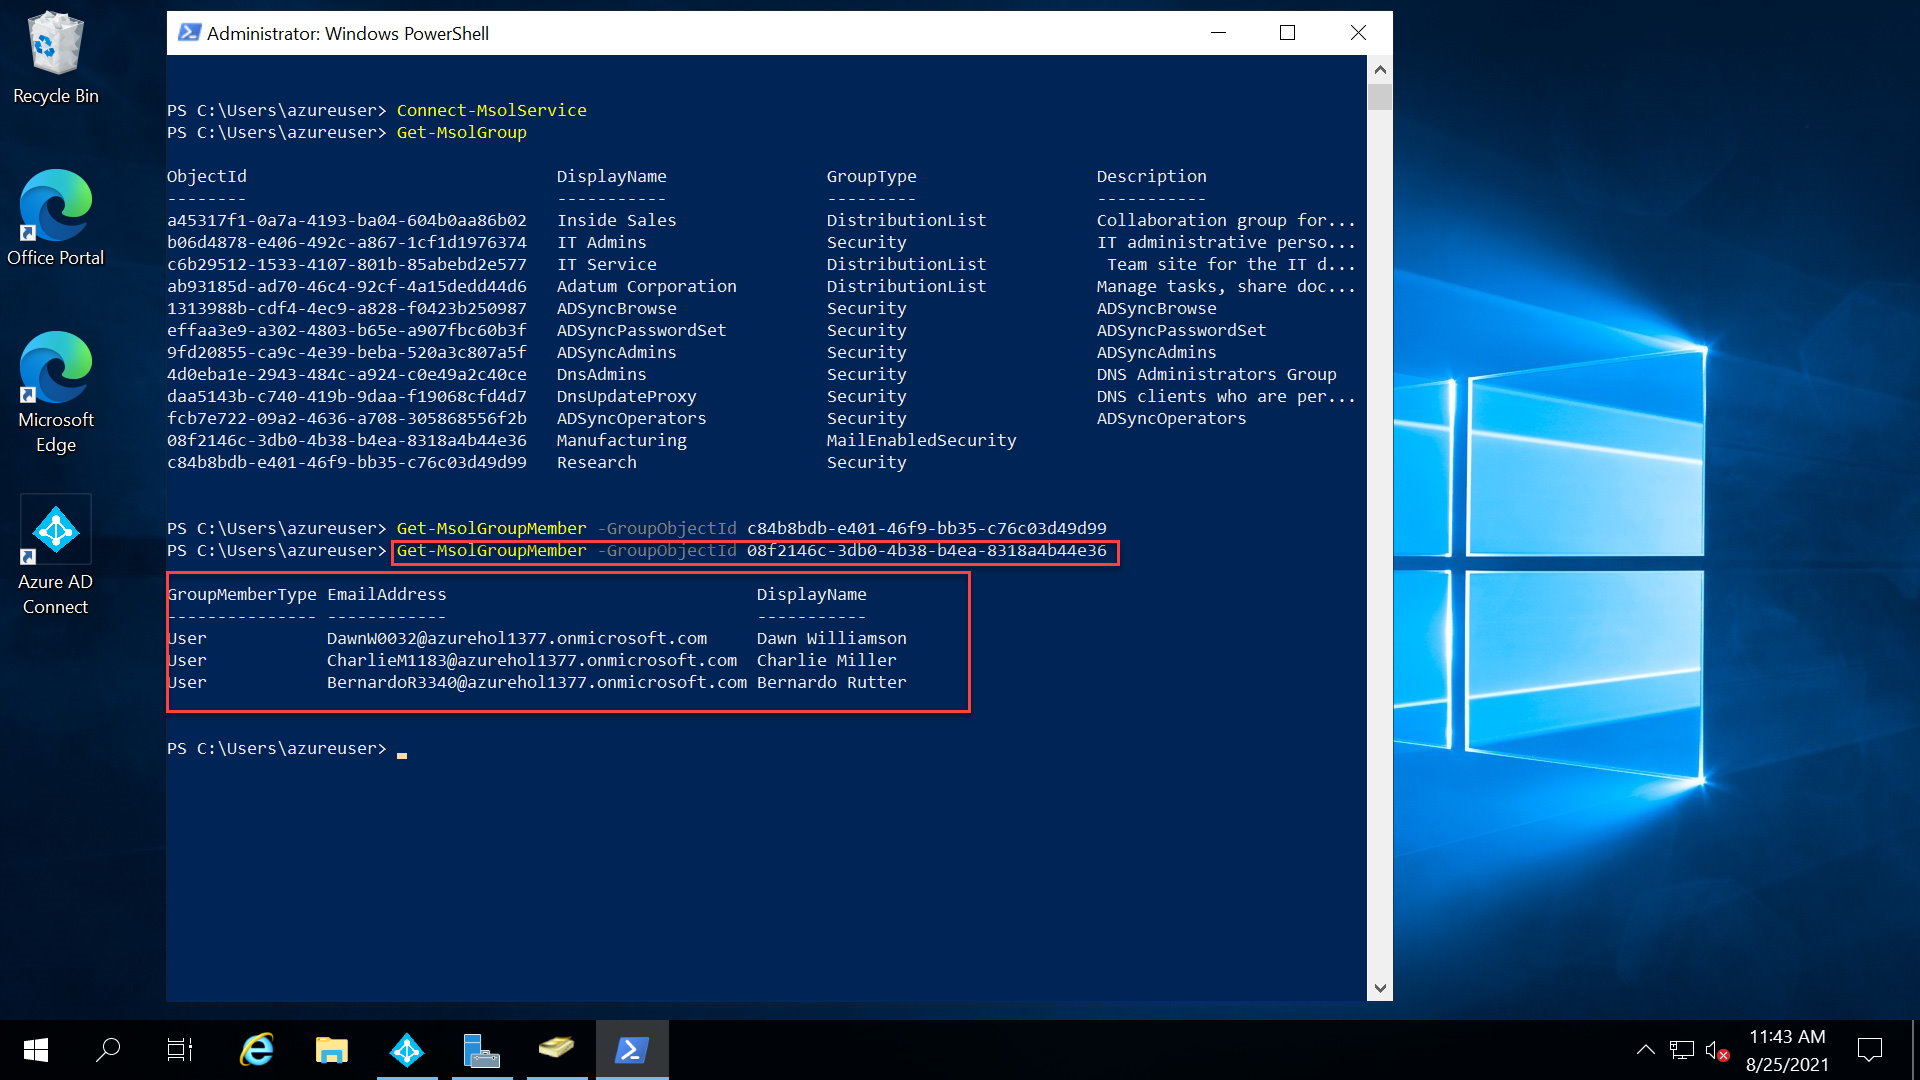 Recycle Bin
Office Portal
Microsoft
Edge
Azure AD
Connect
Administrator: Windows PowerShell
PS C:\Users\azureuser> Connect-MsolService
PS C:\Users\azureuser> Get-MsolGroup
ObjectId DisplayName GroupType Description
-------- ----------- --------- -----------
a45317f1-0a7a-4193-ba04-604b0aa86b02 Inside Sales DistributionList Collaboration group for...
b06d4878-e406-492c-a867-1cf1d1976374 IT Admins Security IT administrative perso...
c6b29512-1533-4107-801b-85abebd2e577 IT Service DistributionList Team site for the IT d...
ab93185d-ad70-46c4-92cf-4a15dedd44d6 Adatum Corporation DistributionList Manage tasks, share doc...
1313988b-cdf4-4ec9-a828-f0423b250987 ADSyncBrowse Security ADSyncBrowse
effaa3e9-a302-4803-b65e-a907fbc60b3f ADSyncPasswordSet Security ADSyncPasswordSet
9fd20855-ca9c-4e39-beba-520a3c807a5f ADSyncAdmins Security ADSyncAdmins
4d0eba1e-2943-484c-a924-c0e49a2c40ce DnsAdmins Security DNS Administrators Group
daa5143b-c740-419b-9daa-f19068cfd4d7 DnsUpdateProxy Security DNS clients who are per...
fcb7e722-09a2-4636-a708-305868556f2b ADSyncOperators Security ADSyncOperators
08f2146c-3db0-4b38-b4ea-8318a4b44e36 Manufacturing MailEnabledSecurity
c84b8bdb-e401-46f9-bb35-c76c03d49d99 Research Security
PS C:\Users\azureuser> Get-MsolGroupMember -GroupObjectId c84b8bdb-e401-46f9-bb35-c76c03d49d99
PS C:\Users\azureuser> Get-MsolGroupMember -GroupObjectId 08f2146c-3db0-4b38-b4ea-8318a4b44e36
GroupMemberType EmailAddress DisplayName
--------------- ------------ -----------
User DawnW0032@azurehol1377.onmicrosoft.com Dawn Williamson
User CharlieM1183@azurehol1377.onmicrosoft.com Charlie Miller
User BernardoR3340@azurehol1377.onmicrosoft.com Bernardo Rutter
PS C:\Users\azureuser>
11:43 AM
8/25/2021